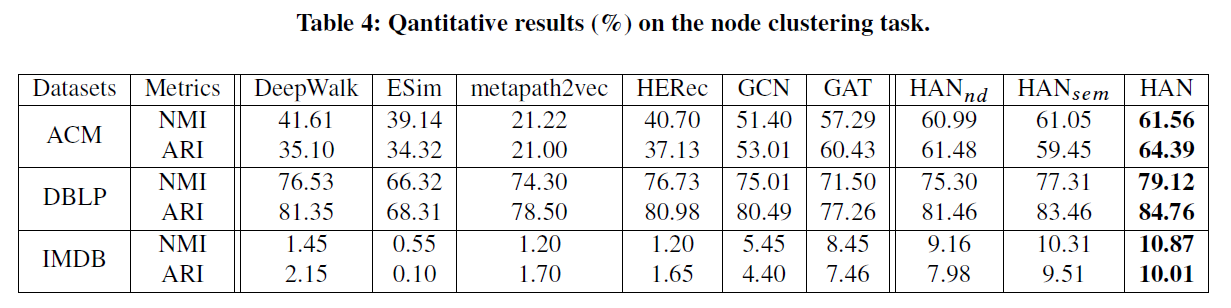 Table 4: Qantitative results (%) on the node clustering task.
Datasets Metrics DeepWalk ESim metapath2vec HERec GCN GAT HANnd HANsem HAN
ACM NMI 41.61 39.14 21.22 40.70 51.40 57.29 60.99 61.05 61.56
ARI 35.10 34.32 21.00 37.13 53.01 60.43 61.48 59.45 64.39
DBLP NMI 76.53 66.32 74.30 76.73 75.01 71.50 75.30 77.31 79.12
ARI 81.35 68.31 78.50 80.98 80.49 77.26 81.46 83.46 84.76
IMDB NMI 1.45 0.55 1.20 1.20 5.45 8.45 9.16 10.31 10.87
ARI 2.15 0.10 1.70 1.65 4.40 7.46 7.98 9.51 10.01